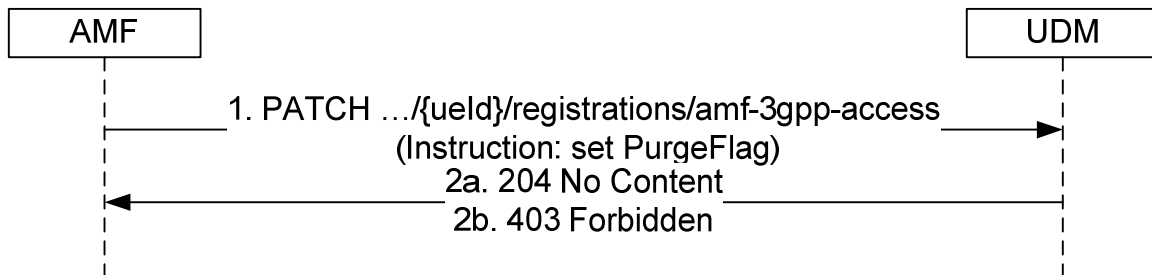 AMF
UDM
1. PATCH …/{ueId}/registrations/amf-3gpp-access
(Instruction: set PurgeFlag)
2a. 204 No Content
2b. 403 Forbidden